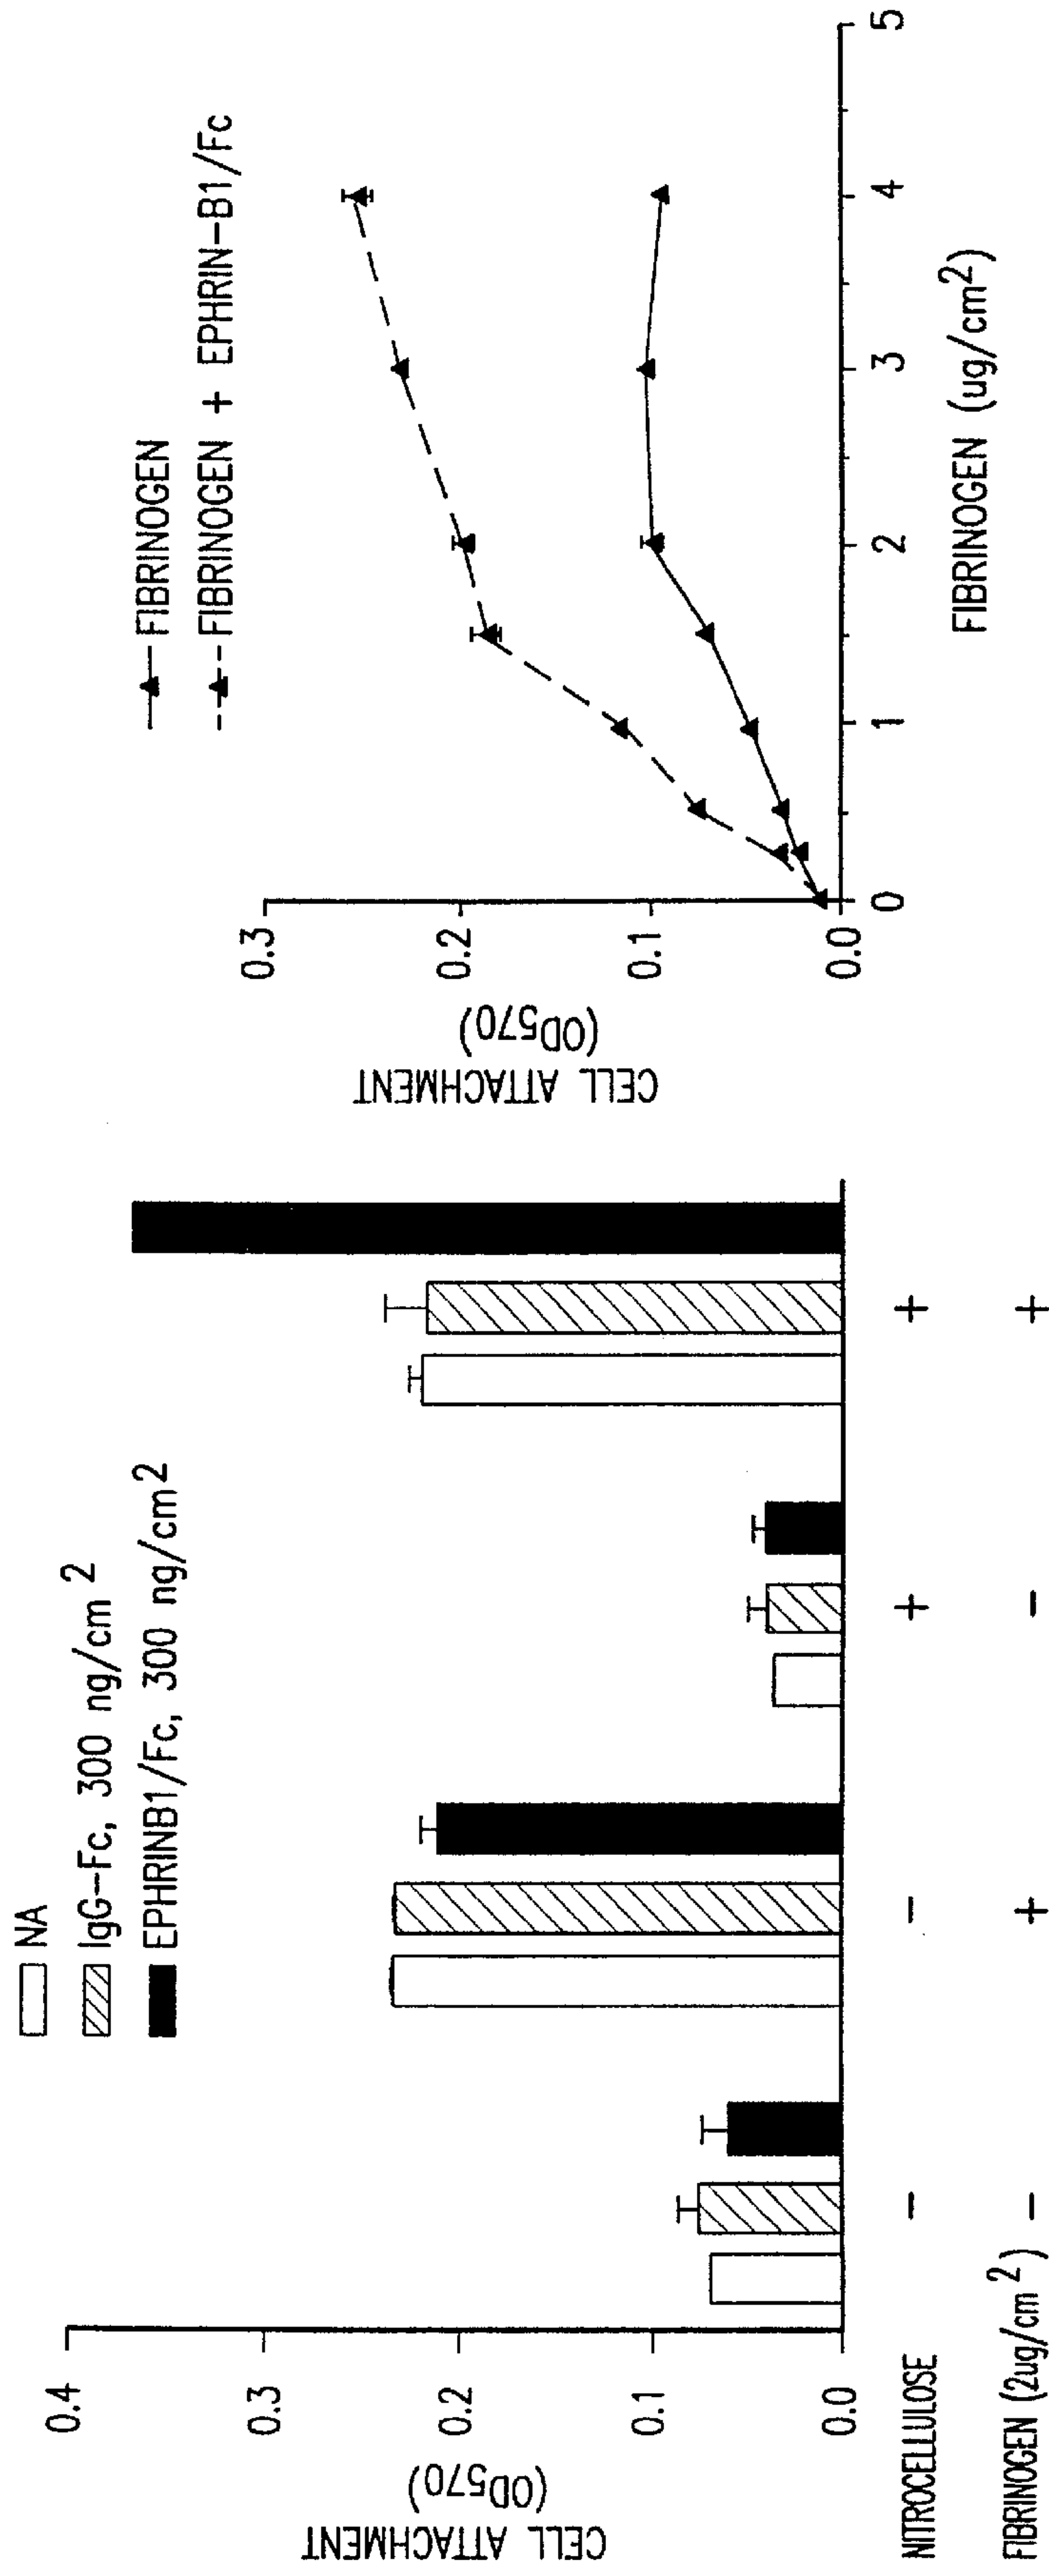 NA
IgG-Fc, 300 ng/cm 2
EPHRINB1/Fc, 300 ng/cm2
CELL ATTACHMENT
(OD570)
0.4
0.3
0.2
0.1
0.0
NITROCELLULOSE - - + +
FIBRINOGEN (2ug/cm 2) - + - +
FIBRINOGEN
FIBRINOGEN + EPHRIN-B1/Fc
CELL ATTACHMENT
(OD570)
0.3
0.2
0.1
0.0
0 1 2 3 4 5
FIBRINOGEN (ug/cm2)